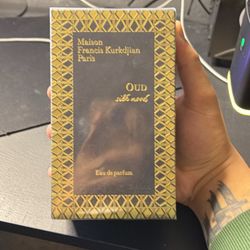 Maison
Francis Kurkdjian
Paris
OUD
silk mood
Eau de parfum